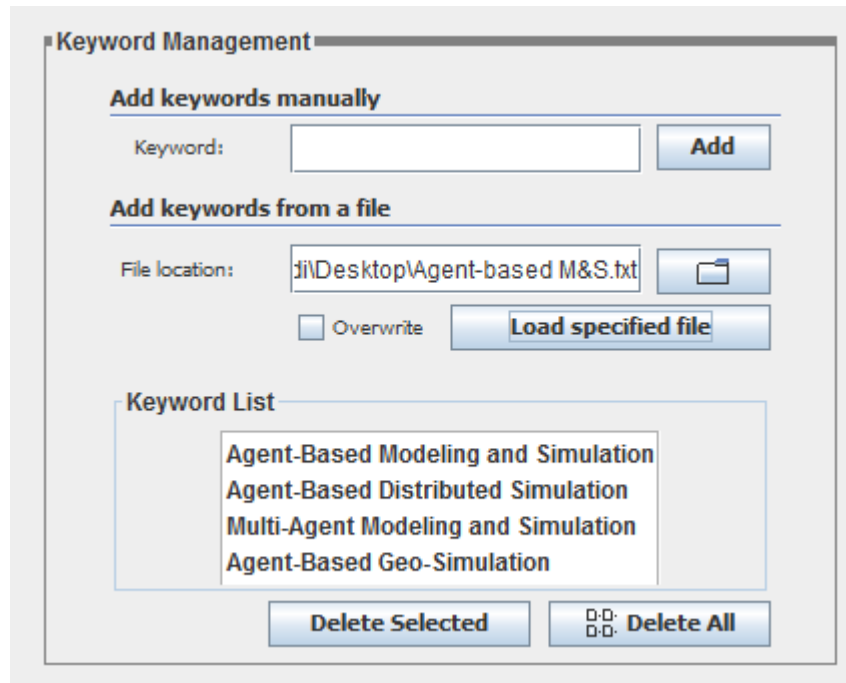 Keyword Management
Add keywords manually
Keyword: Add
Add keywords from a file
File location: di\Desktop\Agent-based M&S.txt
Overwrite Load specified file
Keyword List
Agent-Based Modeling and Simulation
Agent-Based Distributed Simulation
Multi-Agent Modeling and Simulation
Agent-Based Geo-Simulation
Delete Selected Delete All